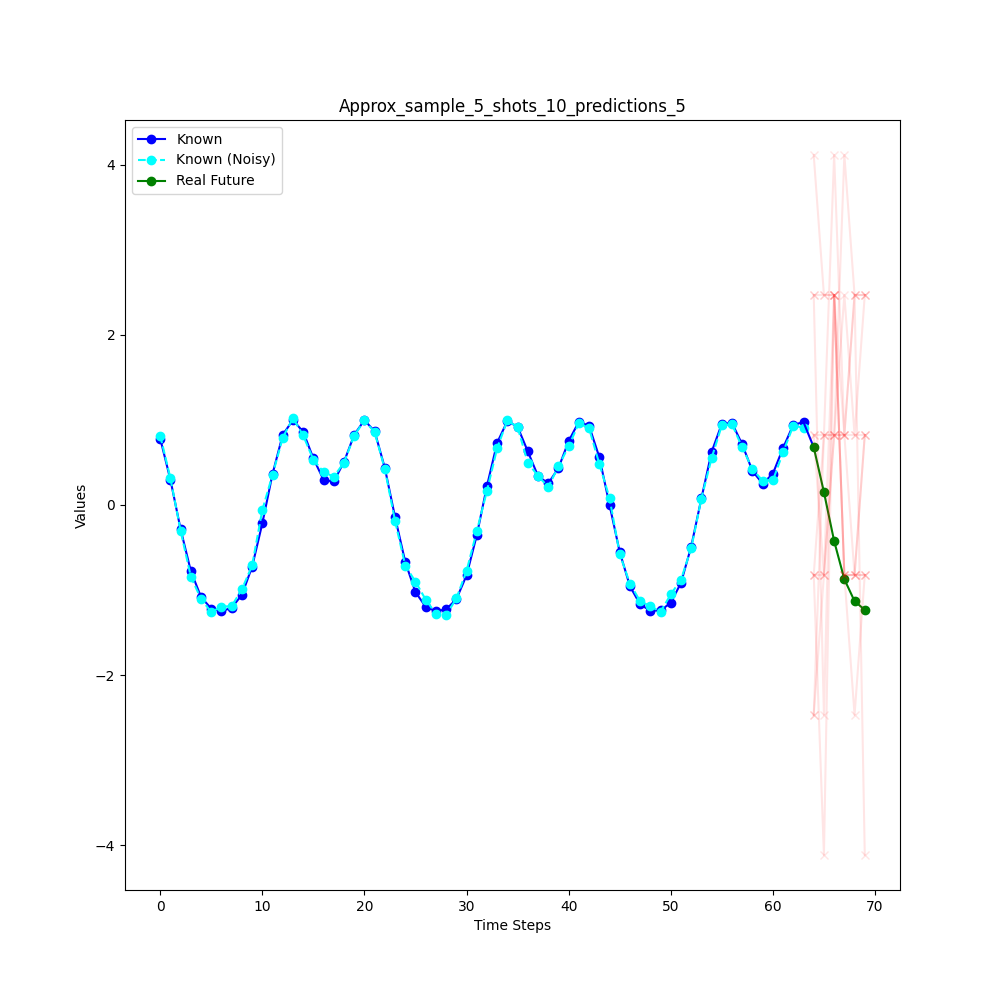 Approx_sample_5_shots_10_predictions_5
Known
Known (Noisy)
Real Future
4
2
0
−2
−4
Values
0 10 20 30 40 50 60 70
Time Steps